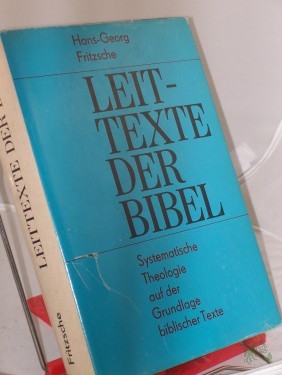 Hans-Georg
Fritzsche
LEIT-
TEXTE
DER
BIBEL
Systematische
Theologie
auf der
Grundlage
biblischer Texte
LEITTEXTE DER B
Fritzsche